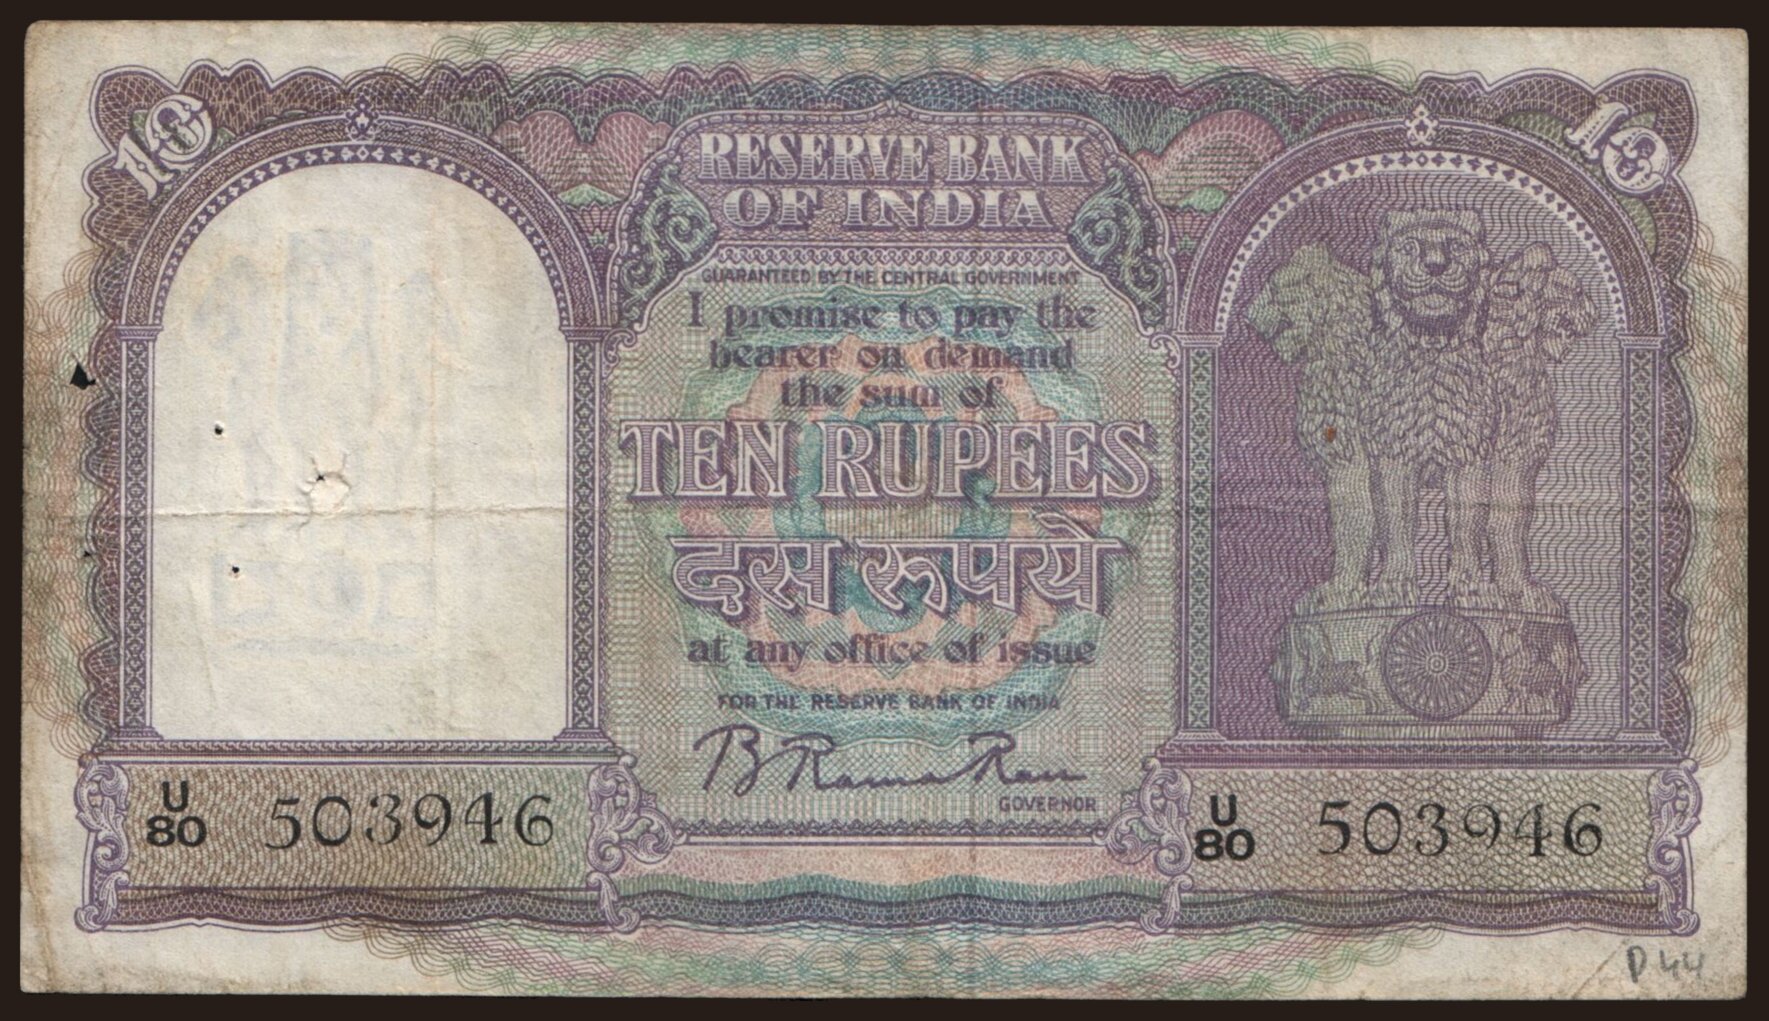 10
10
RESERVE BANK
OF INDIA
GUARANTEED BY THE CENTRAL GOVERNMENT
I promise to pay the
bearer on demand
the sum of
TEN RUPEES
दस रूपये
at any office of issue
FOR THE RESERVE BANK OF INDIA
B Rama Rau
GOVERNOR
U
80 503946
U
80 503946
P 44